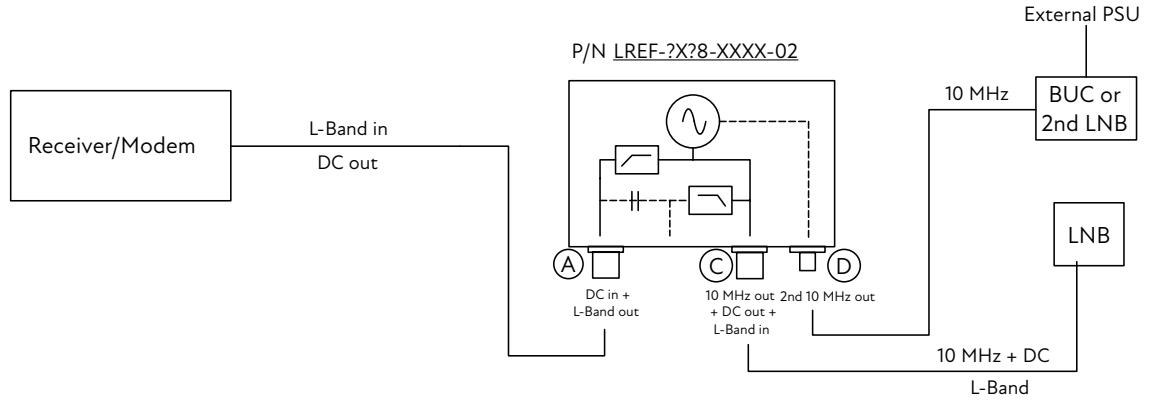 External PSU
P/N LREF-?X?8-XXXX-02
10 MHz
BUC or
2nd LNB
Receiver/Modem
L-Band in
DC out
LNB
A
C
D
DC in +
L-Band out
10 MHz out
+ DC out +
L-Band in
2nd 10 MHz out
10 MHz + DC
L-Band